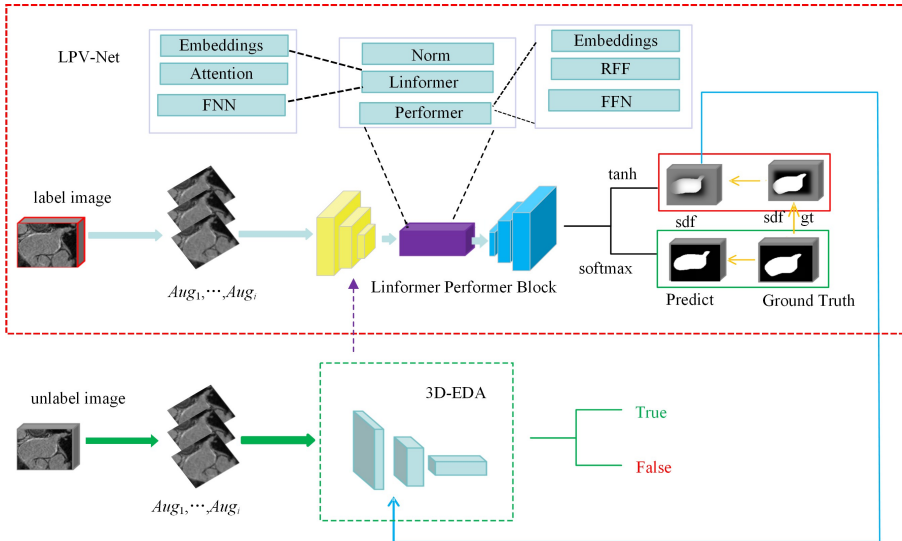 LPV-Net
Embeddings
Attention
FNN
Norm
Linformer
Performer
Embeddings
RFF
FFN
label image
Aug₁,⋯,Augᵢ
Linformer Performer Block
tanh
softmax
sdf
sdf gt
Predict
Ground Truth
unlabel image
Aug₁,⋯,Augᵢ
3D-EDA
True
False